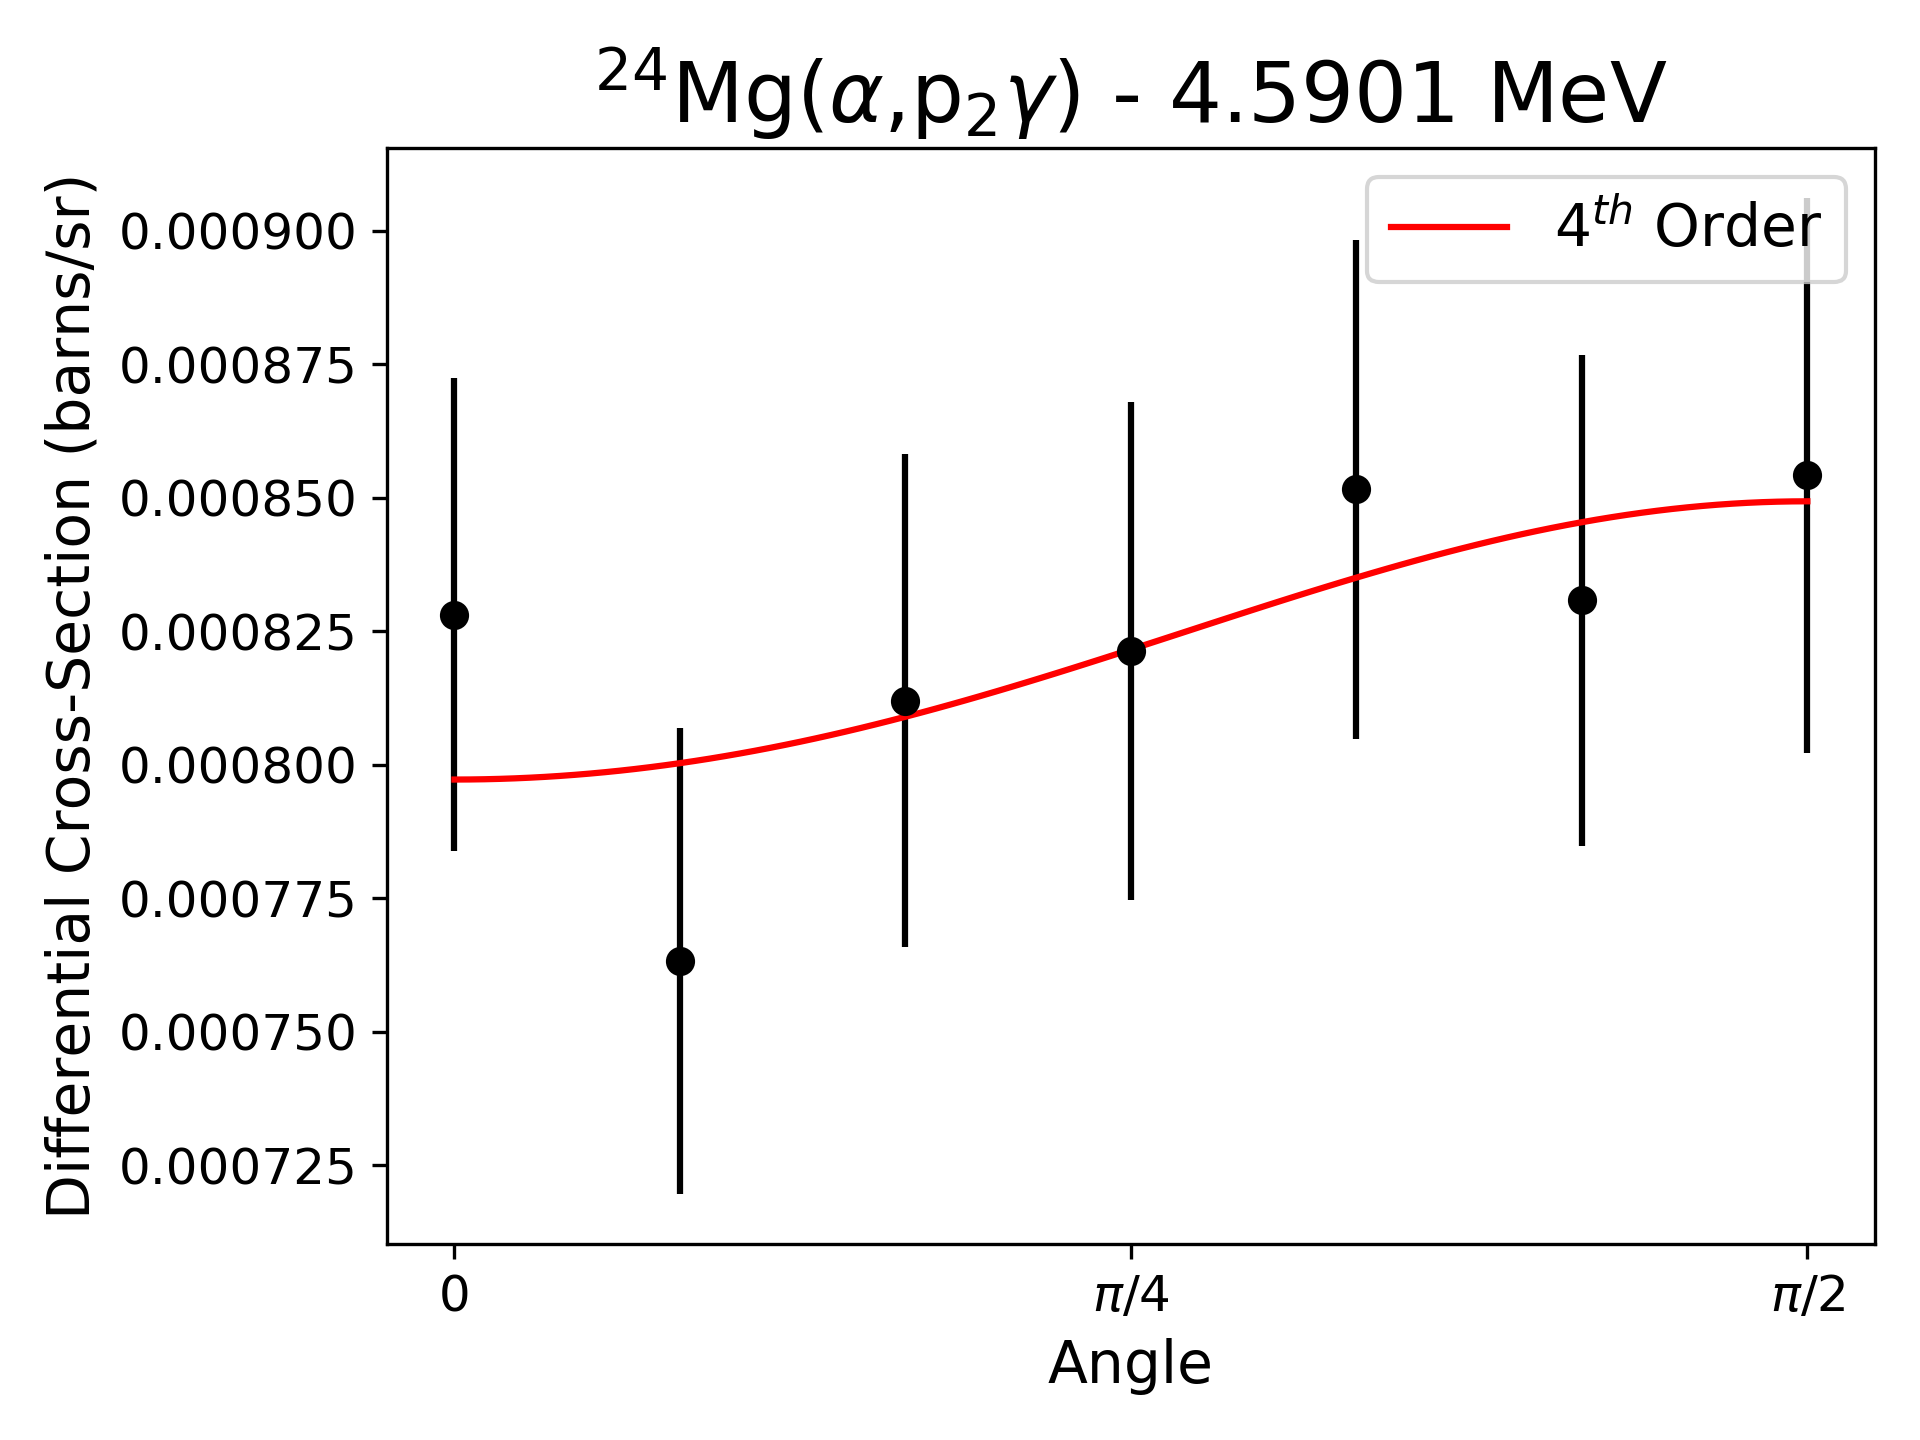 ²⁴Mg(α,p₂γ) - 4.5901 MeV
4ᵗʰ Order
Differential Cross-Section (barns/sr)
0.000900
0.000875
0.000850
0.000825
0.000800
0.000775
0.000750
0.000725
0 π/4 π/2
Angle